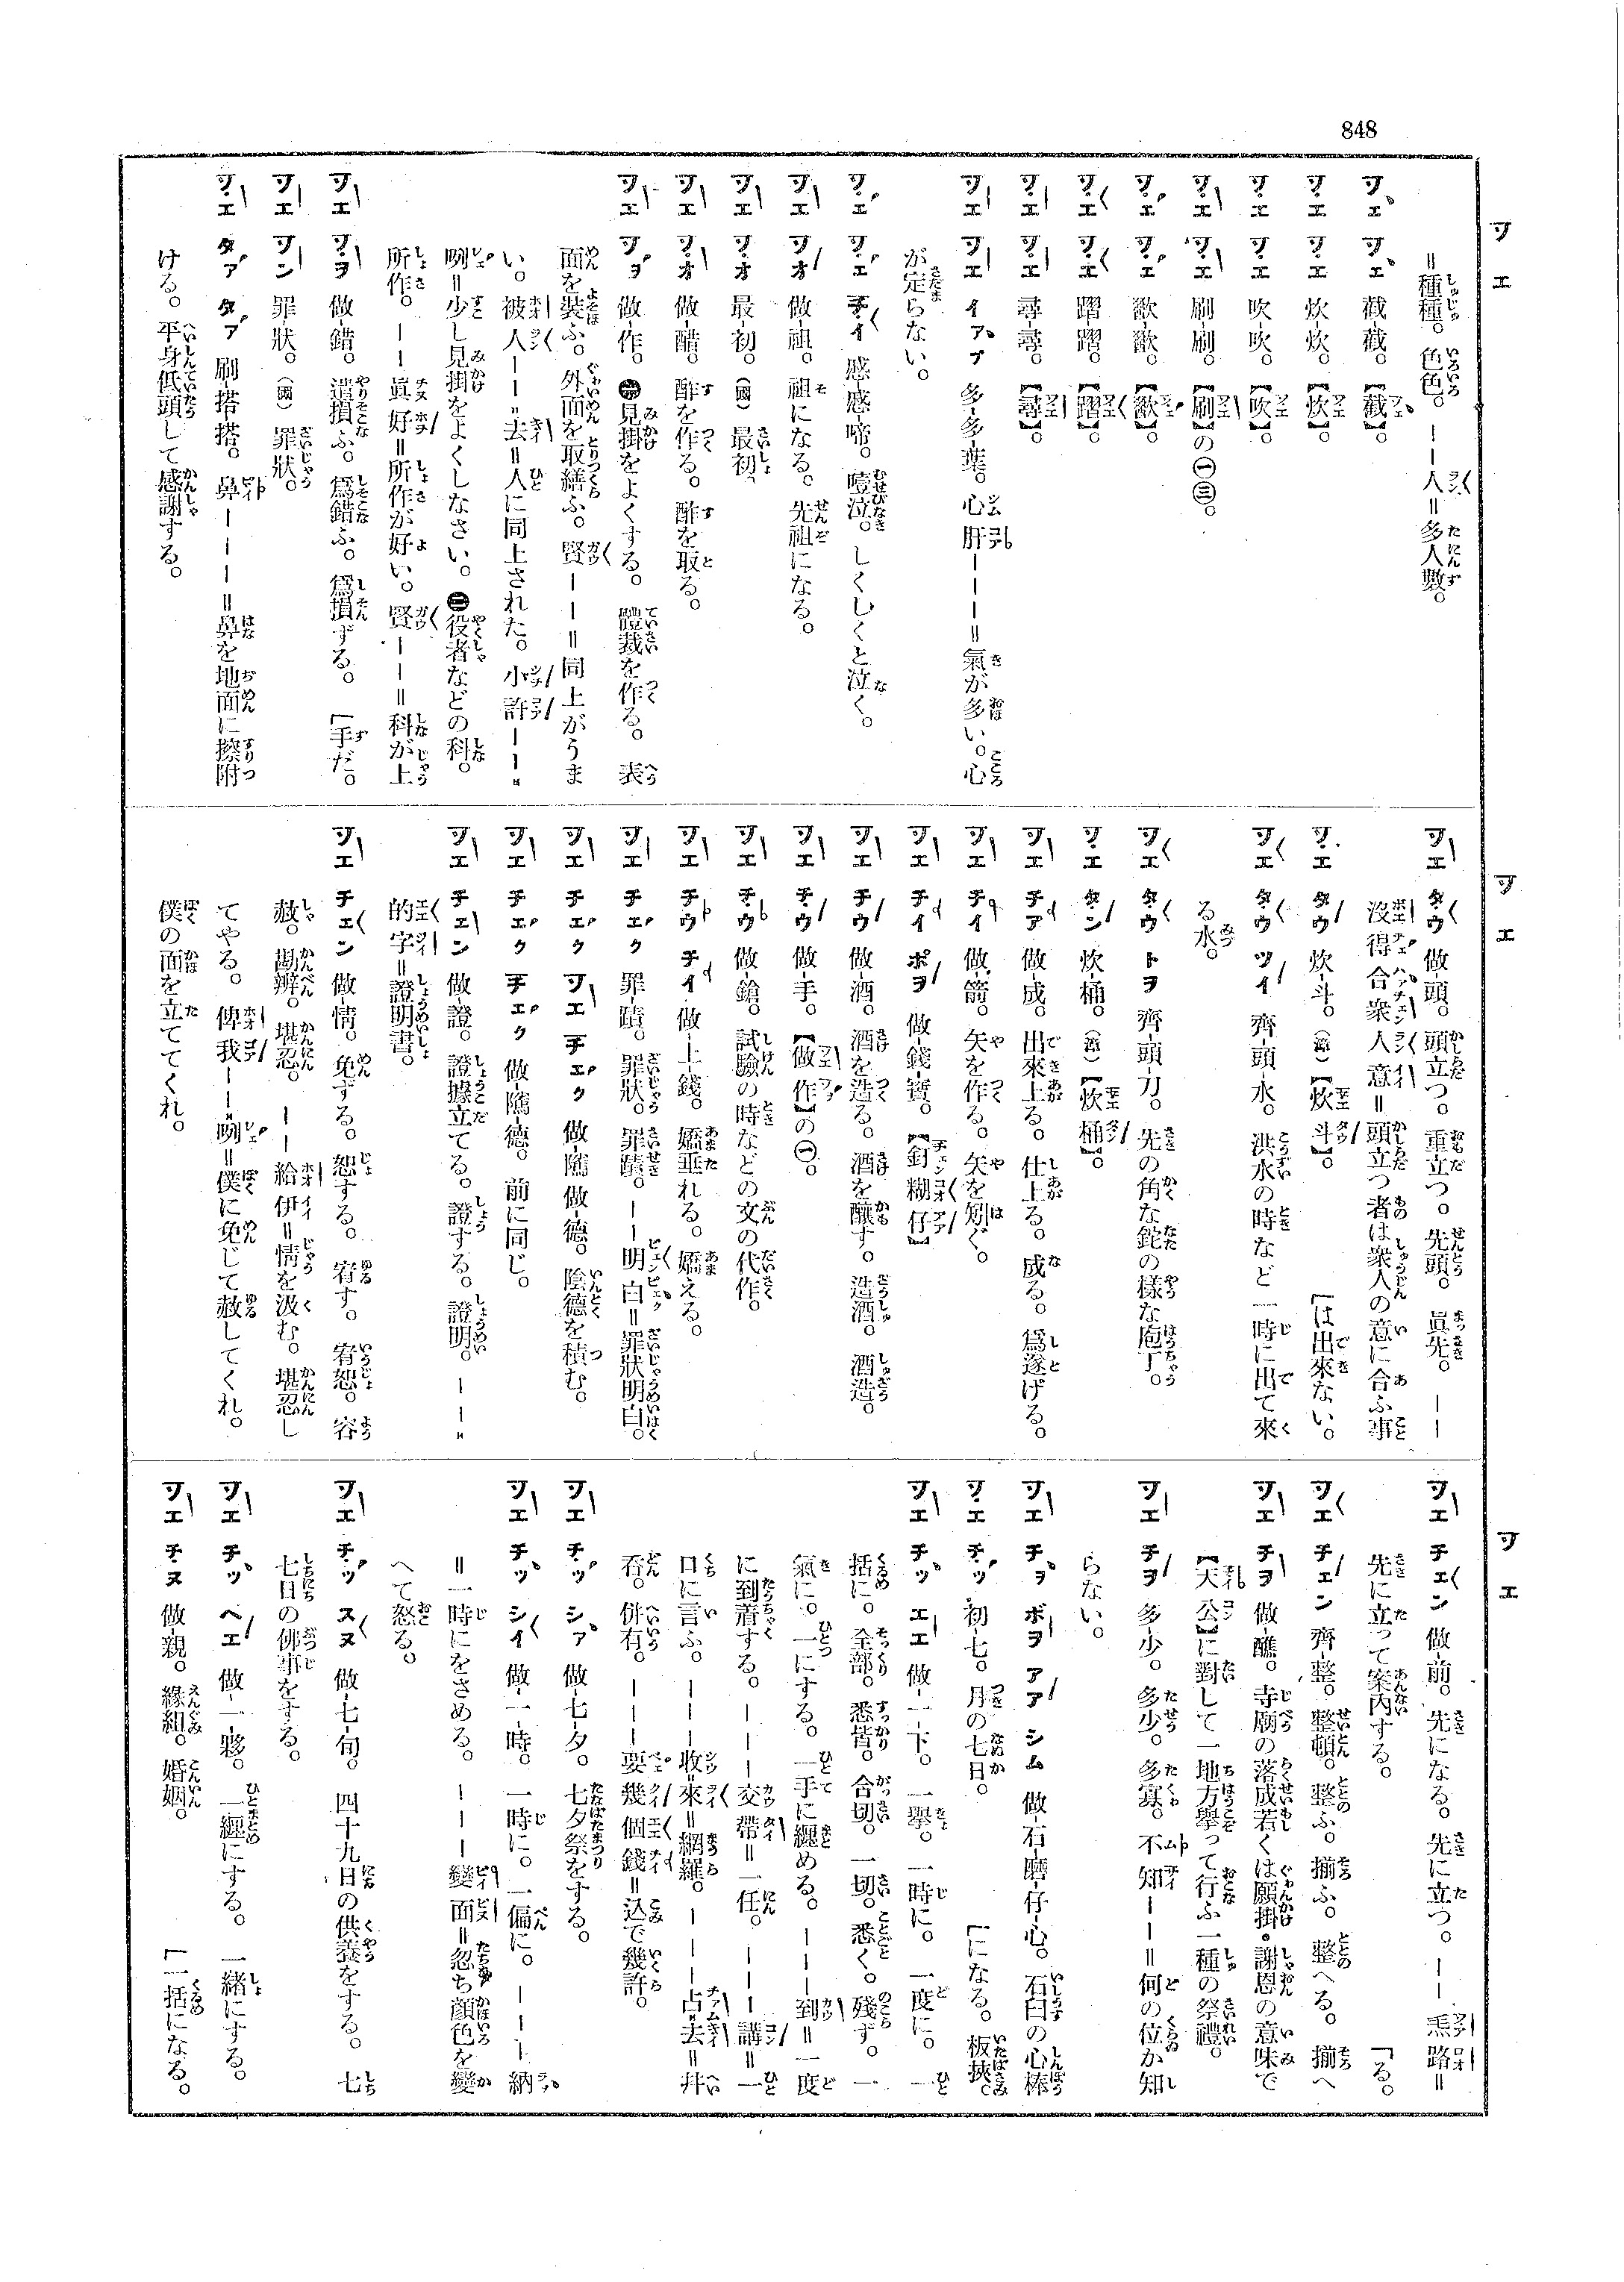 848
ツエ
＝種種。色色。――人＝多人數。
ツエ ツエ 截-截。【截】。
ツエ ツエ 炊-炊。【炊】。
ツエ ツエ 吹-吹。【吹】。
ツエ ツエ 刷-刷。【刷】の㊀㊂。
ツエ ツエ 歠-歠。【歠】。
ツエ ツエ 蹓-蹓。【蹓】。
ツエ ツエ 尋-尋。【尋】。
ツエ ツエ イアァ 多-多-葉。心肝――――＝氣が多い。心
が定らない。
ツエ ツエ チイ 感-感-啼。噎泣。しくしくと泣く。
ツエ ツオ 做-祖。祖になる。先祖になる。
ツエ ツオ 最-初。（國）最初。
ツエ ツオ 做-醋。酢を作る。酢を取る。
ツエ ツヲ 做-作。㊀見掛をよくする。體裁を作る。表
面を裝ふ。外面を取繕ふ。賢―――＝同上がうま
い。被人――去＝人に同上された。小許―――
＝少し見掛をよくしなさい。㊁役者などの科。
所作。――眞好＝所作が好い。賢―――＝科が上
ツエ ツヲ 做-錯。遣損ふ。爲錯ふ。爲損ずる。「手だ。
ツエ ツン 罪-狀。（國）罪狀。
ツエ タァ タァ 刷-搭-搭。鼻――――＝鼻を地面に擦附
ける。平身低頭して感謝する。
ツエ
ツエ タウ 做-頭。頭立つ。重立つ。先頭。眞先。――
沒得合衆人意＝頭立つ者は衆人の意に合ふ事
ツエ タウ 炊-斗。（漳）【炊斗】。「は出來ない。
ツエ タウ ツイ 齊-頭-水。洪水の時など一時に出て來
る水。
ツエ タウ トヲ 齊-頭-刀。先の角な鉈の樣な庖丁。
ツエ タン 炊-桶。（漳）【炊桶】。
ツエ チァ 做-成。出來上る。仕上る。成る。爲遂げる。
ツエ チイ 做-箭。矢を作る。矢を矧ぐ。
ツエ チイ ポヲ 做-錢-寶。【釘糊仔】
ツエ チウ 做-酒。酒を造る。酒を釀す。造酒。酒造。
ツエ チウ 做-手。【做作】の㊀。
ツエ チウ 做-鎗。試驗の時などの文の代作。
ツエ チウ チイ 做-上-錢。嬌垂れる。嬌える。
ツエ チェク 罪-蹟。罪狀。罪蹟。――明白＝罪狀明白。
ツエ チェク ツエ チェク 做-隲-做-德。陰德を積む。
ツエ チェク チェク 做-隲-德。前に同じ。
ツエ チェン 做-證。證據立てる。證する。證明。―――
的字＝證明書。
ツエ チェン 做-情。免ずる。恕する。宥す。宥恕。容
赦。勘辨。堪忍。―――給伊＝情を汲む。堪忍し
てやる。俾我―――＝僕に免じて赦してくれ。
僕の面を立ててくれ。
ツエ
ツエ チェン 做-前。先になる。先に立つ。――炁路＝
先に立って案内する。「る。
ツエ チェン 齊-整。整頓。整ふ。揃ふ。整へる。揃へ
ツエ チヲ 做-醮。寺廟の落成若くは願掛・謝恩の意味で
【天公】に對して一地方擧って行ふ一種の祭禮。
ツエ チヲ 多-少。多少。多寡。不知―――＝何の位か知
らない。
ツエ チヲ ボヲ アァ シム 做-石-磨-仔-心。石臼の心棒
ツエ チッ 初-七。月の七日。「になる。板挾。
ツエ チッ エエ 做-一-下。一擧。一時に。一度に。一
括に。全部。悉皆。合切。一切。悉く。殘ず。一
氣に。一にする。一手に纏める。――――到＝一度
に到着する。――――交帶＝一任。――――講＝一
口に言ふ。――――收來＝網羅。――――占去＝幷
呑。併有。――――要幾個錢＝込で幾許。
ツエ チッ シァ 做-七-夕。七夕祭をする。
ツエ チッ シイ 做-一-時。一時に。一偏に。――――納
＝一時にをさめる。――――變面＝忽ち顏色を變
へて怒る。
ツエ チッ スヌ 做-七-旬。四十九日の供養をする。七
七日の佛事をする。
ツエ チッ ヘエ 做-一-夥。一纏にする。一緒にする。
ツエ チヌ 做-親。緣組。婚姻。「一括になる。